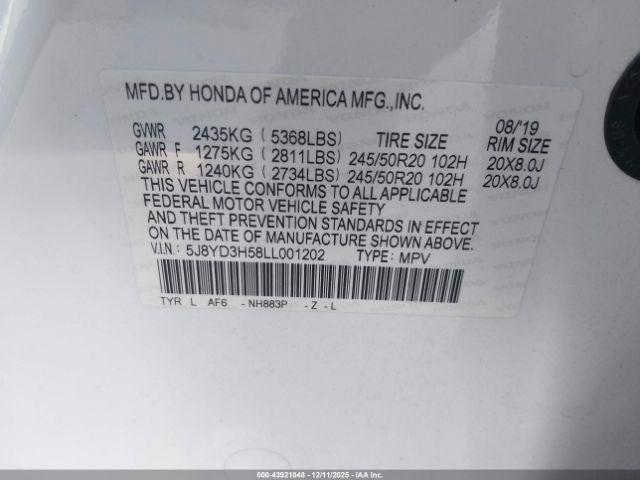 MFD.BY HONDA OF AMERICA MFG.,INC.
08/'19
GVWR 2435KG (5368LBS) TIRE SIZE RIM SIZE
GAWR F 1275KG (2811LBS) 245/50R20 102H 20X8.0J
GAWR R 1240KG (2734LBS) 245/50R20 102H 20X8.0J
THIS VEHICLE CONFORMS TO ALL APPLICABLE
FEDERAL MOTOR VEHICLE SAFETY
AND THEFT PREVENTION STANDARDS IN EFFECT
ON THE DATE OF MANUFACTURE SHOWN ABOVE.
V.I.N.: 5J8YD3H58LL001202 TYPE: MPV
TYR L AF6 -NH883P -Z -L
000-43921048 - 12/11/2025 - IAAI.COM